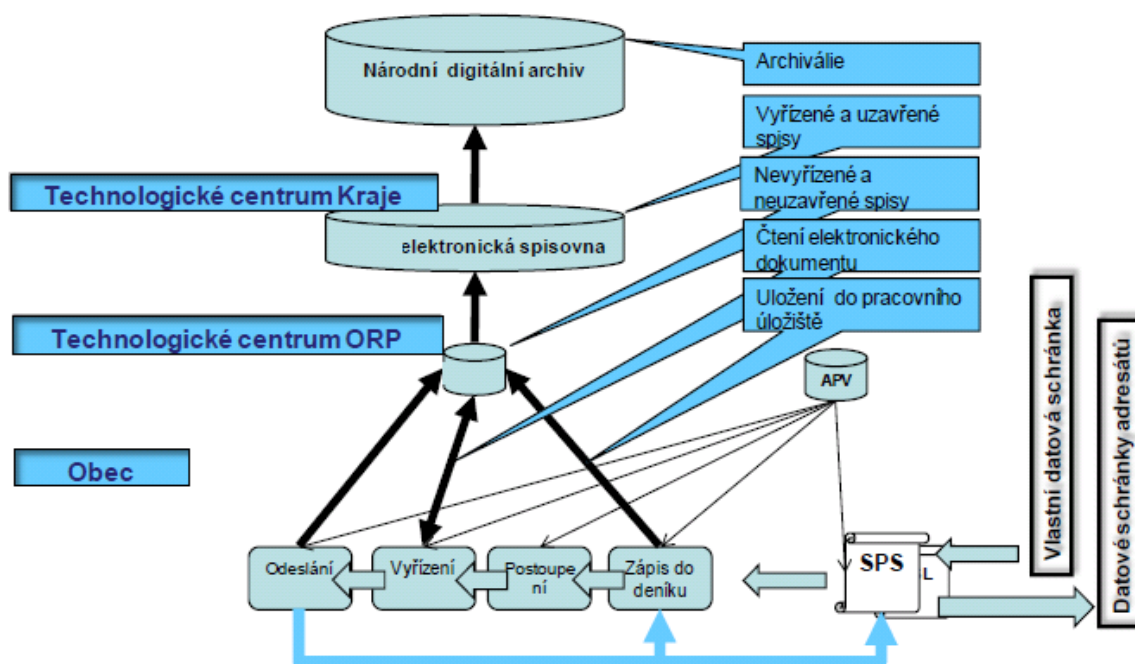 Národní digitální archiv
Archiválie
Vyřízené a uzavřené
spisy
Technologické centrum Kraje
Nevyřízené a
neuzavřené spisy
elektronická spisovna
Čtení elektronického
dokumentu
Uložení do pracovního
úložiště
Technologické centrum ORP
APV
Vlastní datová schránka
Datové schránky adresátů
Obec
Odeslání
Vyřízení
Postoupe
ní
Zápis do
deníku
SPS
SL